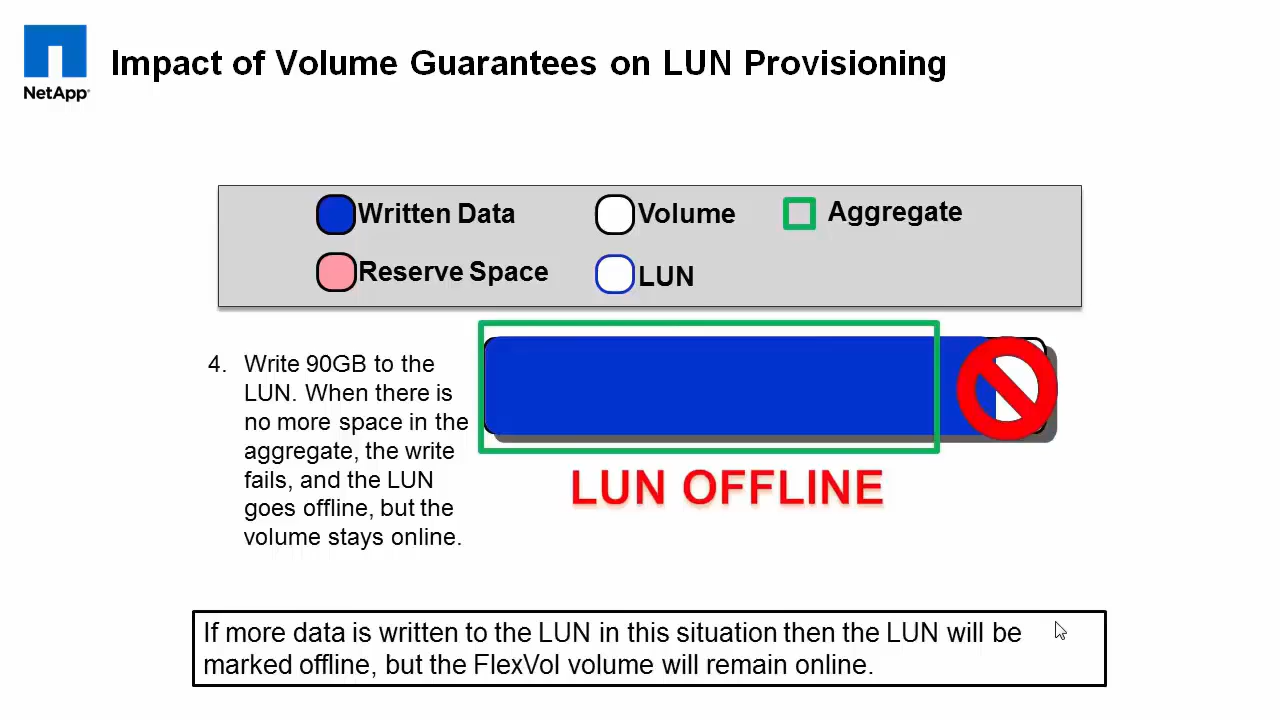 NetApp
Impact of Volume Guarantees on LUN Provisioning
Written Data
Volume
Aggregate
Reserve Space
LUN
4. Write 90GB to the
LUN. When there is
no more space in the
aggregate, the write
fails, and the LUN
goes offline, but the
volume stays online.
LUN OFFLINE
If more data is written to the LUN in this situation then the LUN will be
marked offline, but the FlexVol volume will remain online.